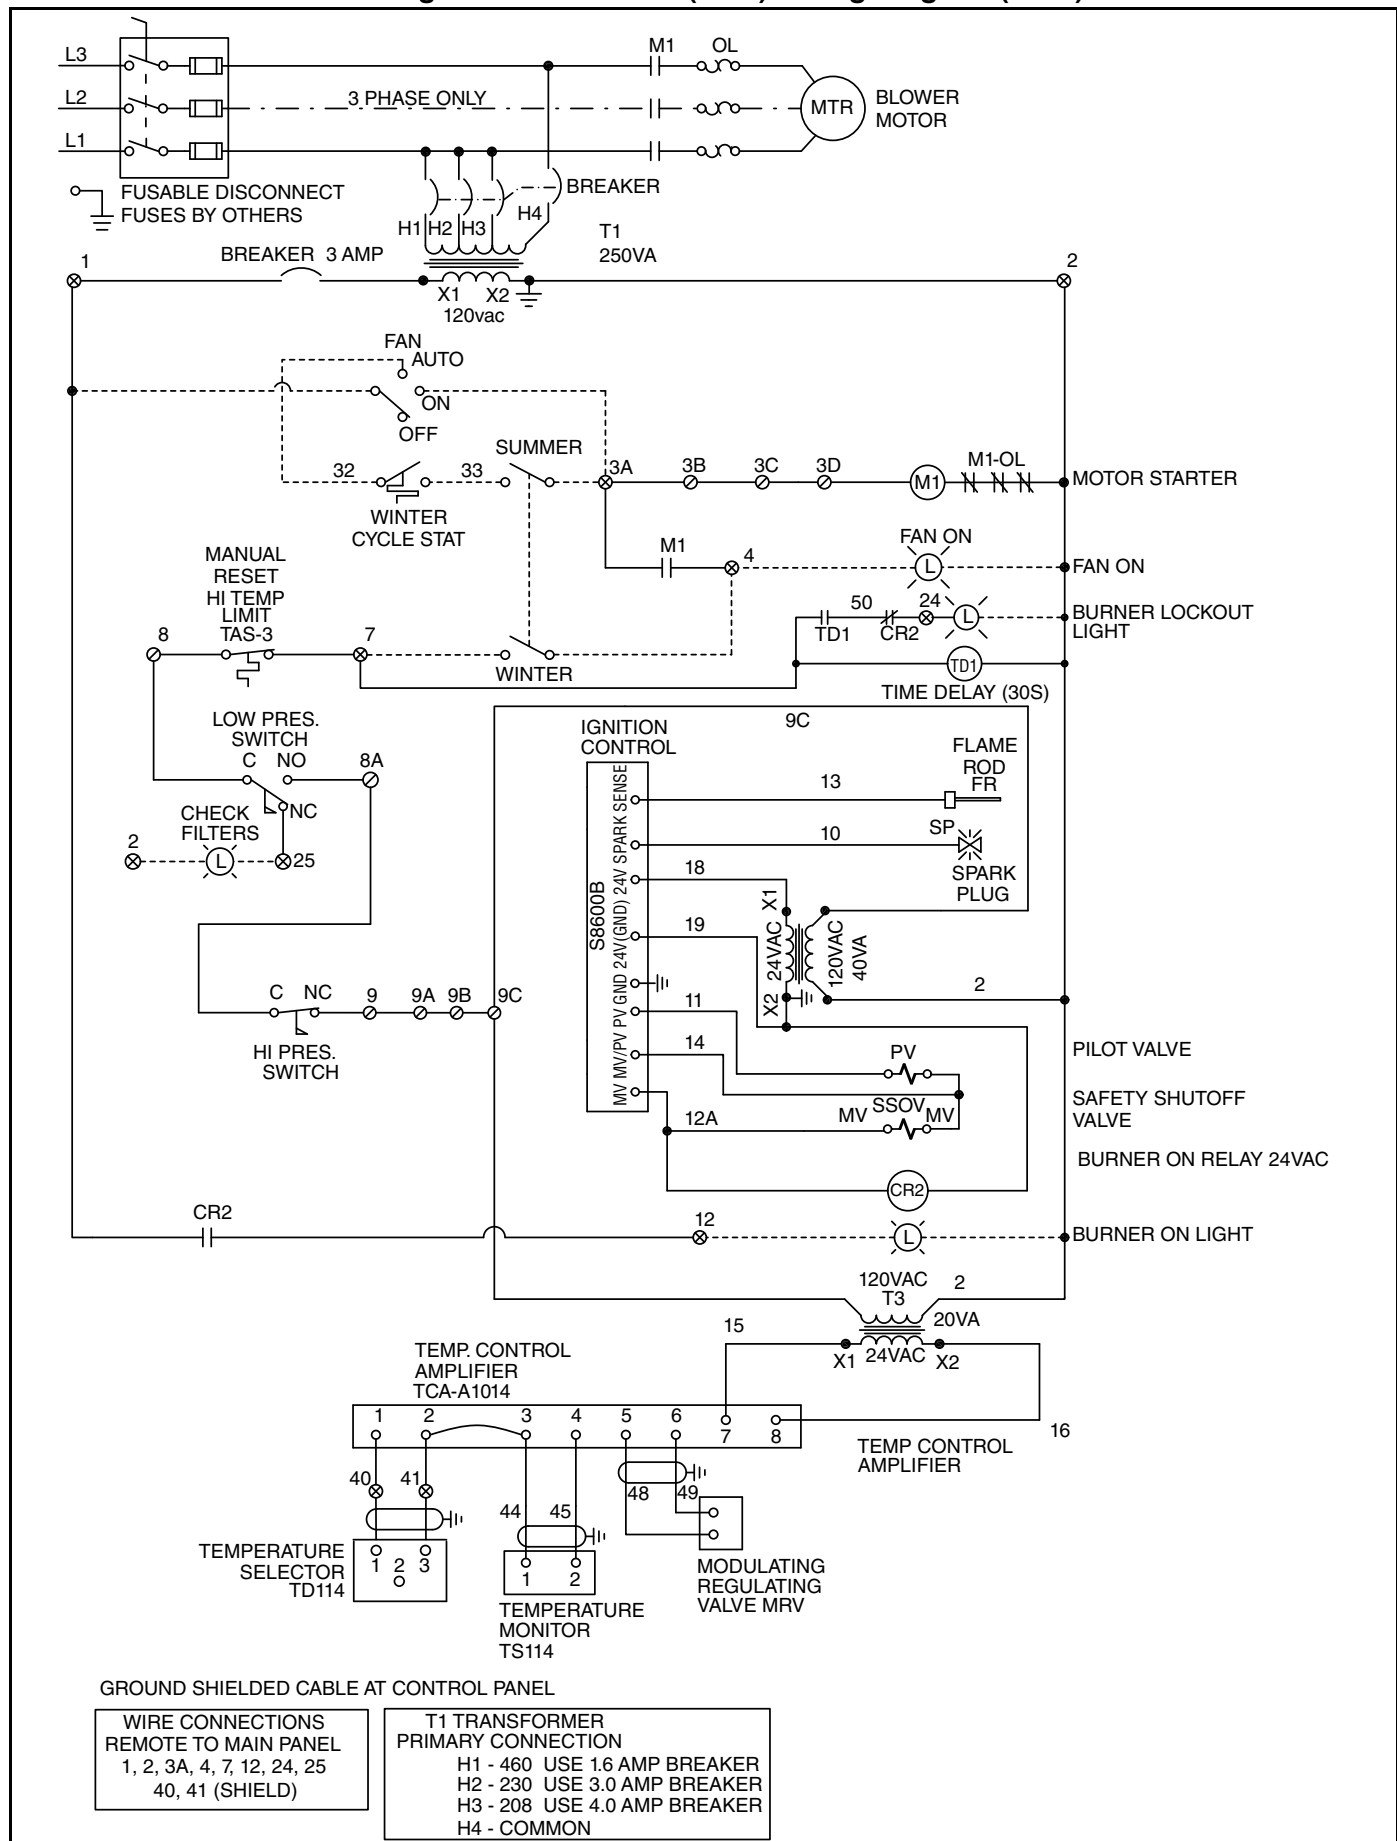 L3
M1
OL
L2
3 PHASE ONLY
MTR
BLOWER
MOTOR
L1
FUSABLE DISCONNECT
FUSES BY OTHERS
BREAKER
H1
H2
H3
H4
T1
250VA
1
BREAKER 3 AMP
2
X1
X2
120vac
FAN
AUTO
ON
OFF
SUMMER
32
33
3A
3B
3C
3D
M1
M1-OL
MOTOR STARTER
WINTER
CYCLE STAT
M1
4
FAN ON
L
FAN ON
MANUAL
RESET
HI TEMP
LIMIT
TAS-3
8
7
WINTER
50
24
TD1
CR2
L
BURNER LOCKOUT
LIGHT
TD1
TIME DELAY (30S)
9C
LOW PRES.
SWITCH
C
NO
8A
NC
CHECK
FILTERS
2
L
25
IGNITION
CONTROL
S8600B
SENSE
SPARK
24V
24V(GND)
GND
PV
MV/PV
MV
13
FLAME
ROD
FR
10
SP
SPARK
PLUG
18
X1
19
24VAC
120VAC
40VA
X2
2
C
NC
9
9A
9B
9C
HI PRES.
SWITCH
11
14
PV
PILOT VALVE
12A
MV
SSOV
MV
SAFETY SHUTOFF
VALVE
BURNER ON RELAY 24VAC
CR2
CR2
12
L
BURNER ON LIGHT
120VAC
T3
2
20VA
15
X1
24VAC
X2
16
TEMP. CONTROL
AMPLIFIER
TCA-A1014
1
2
3
4
5
6
7
8
TEMP CONTROL
AMPLIFIER
40
41
44
45
48
49
TEMPERATURE
SELECTOR
TD114
1
2
3
1
2
TEMPERATURE
MONITOR
TS114
MODULATING
REGULATING
VALVE MRV
GROUND SHIELDED CABLE AT CONTROL PANEL
WIRE CONNECTIONS
REMOTE TO MAIN PANEL
1, 2, 3A, 4, 7, 12, 24, 25
40, 41 (SHIELD)
T1 TRANSFORMER
PRIMARY CONNECTION
H1 - 460 USE 1.6 AMP BREAKER
H2 - 230 USE 3.0 AMP BREAKER
H3 - 208 USE 4.0 AMP BREAKER
H4 - COMMON